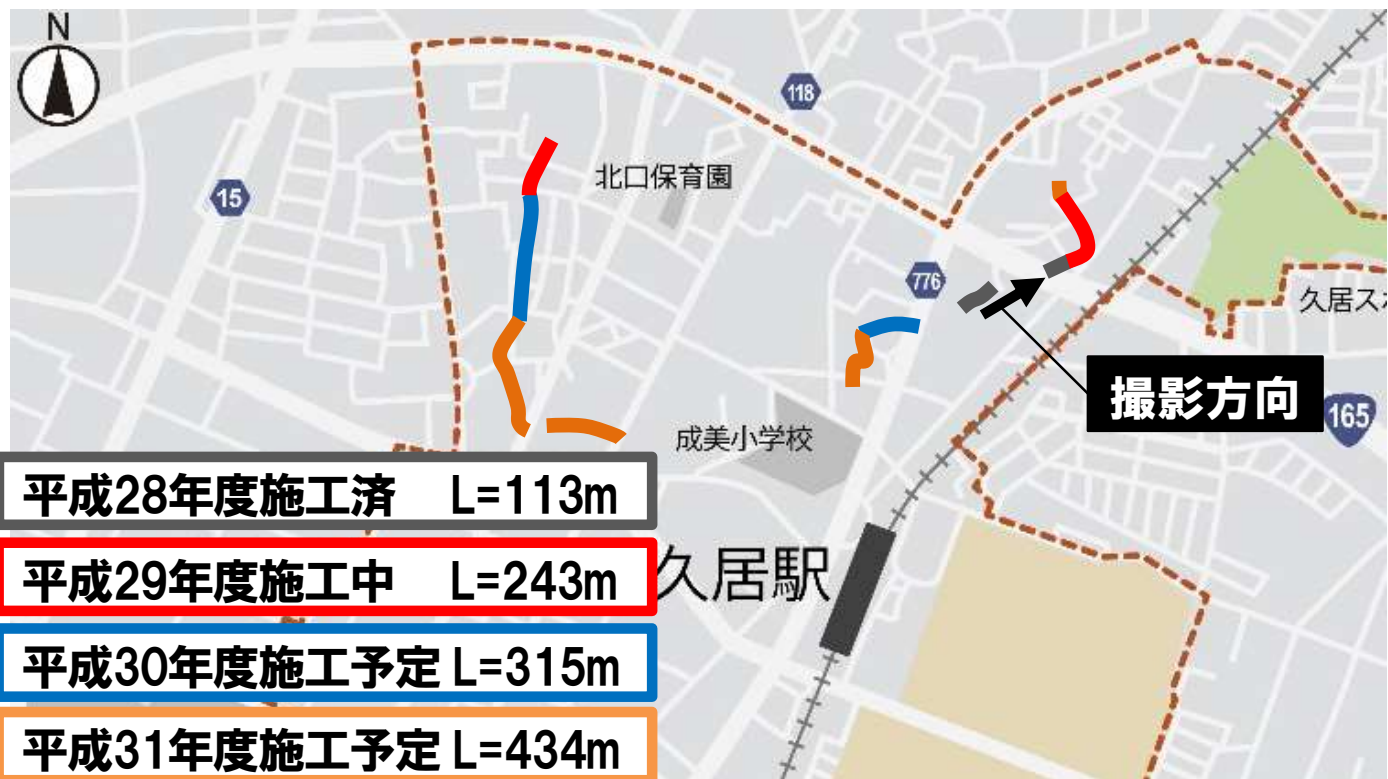 N
118
北口保育園
15
776
久居スポ
撮影方向
165
成美小学校
平成28年度施工済 L=113m
平成29年度施工中 L=243m
久居駅
平成30年度施工予定 L=315m
平成31年度施工予定 L=434m